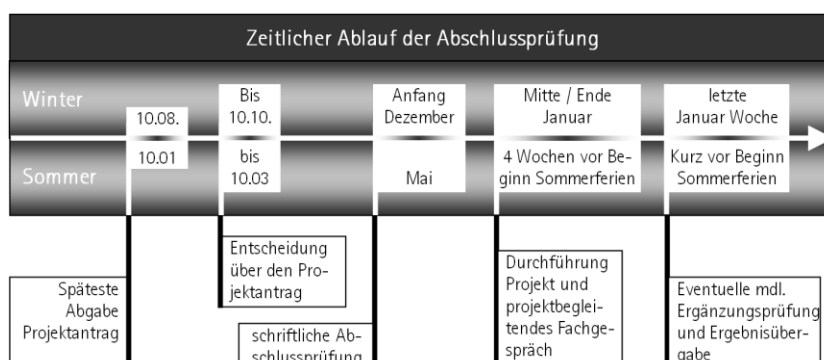 Zeitlicher Ablauf der Abschlussprüfung
Winter
10.08.
Bis
10.10.
Anfang
Dezember
Mitte / Ende
Januar
letzte
Januar Woche
Sommer
10.01
bis
10.03
Mai
4 Wochen vor Be-
ginn Sommerferien
Kurz vor Beginn
Sommerferien
Späteste
Abgabe
Projektantrag
Entscheidung
über den Pro-
jektantrag
schriftliche Ab-
schlussprüfung
Durchführung
Projekt und
projektbeglei-
tendes Fachge-
spräch
Eventuelle mdl.
Ergänzungsprüfung
und Ergebnisüber-
gabe